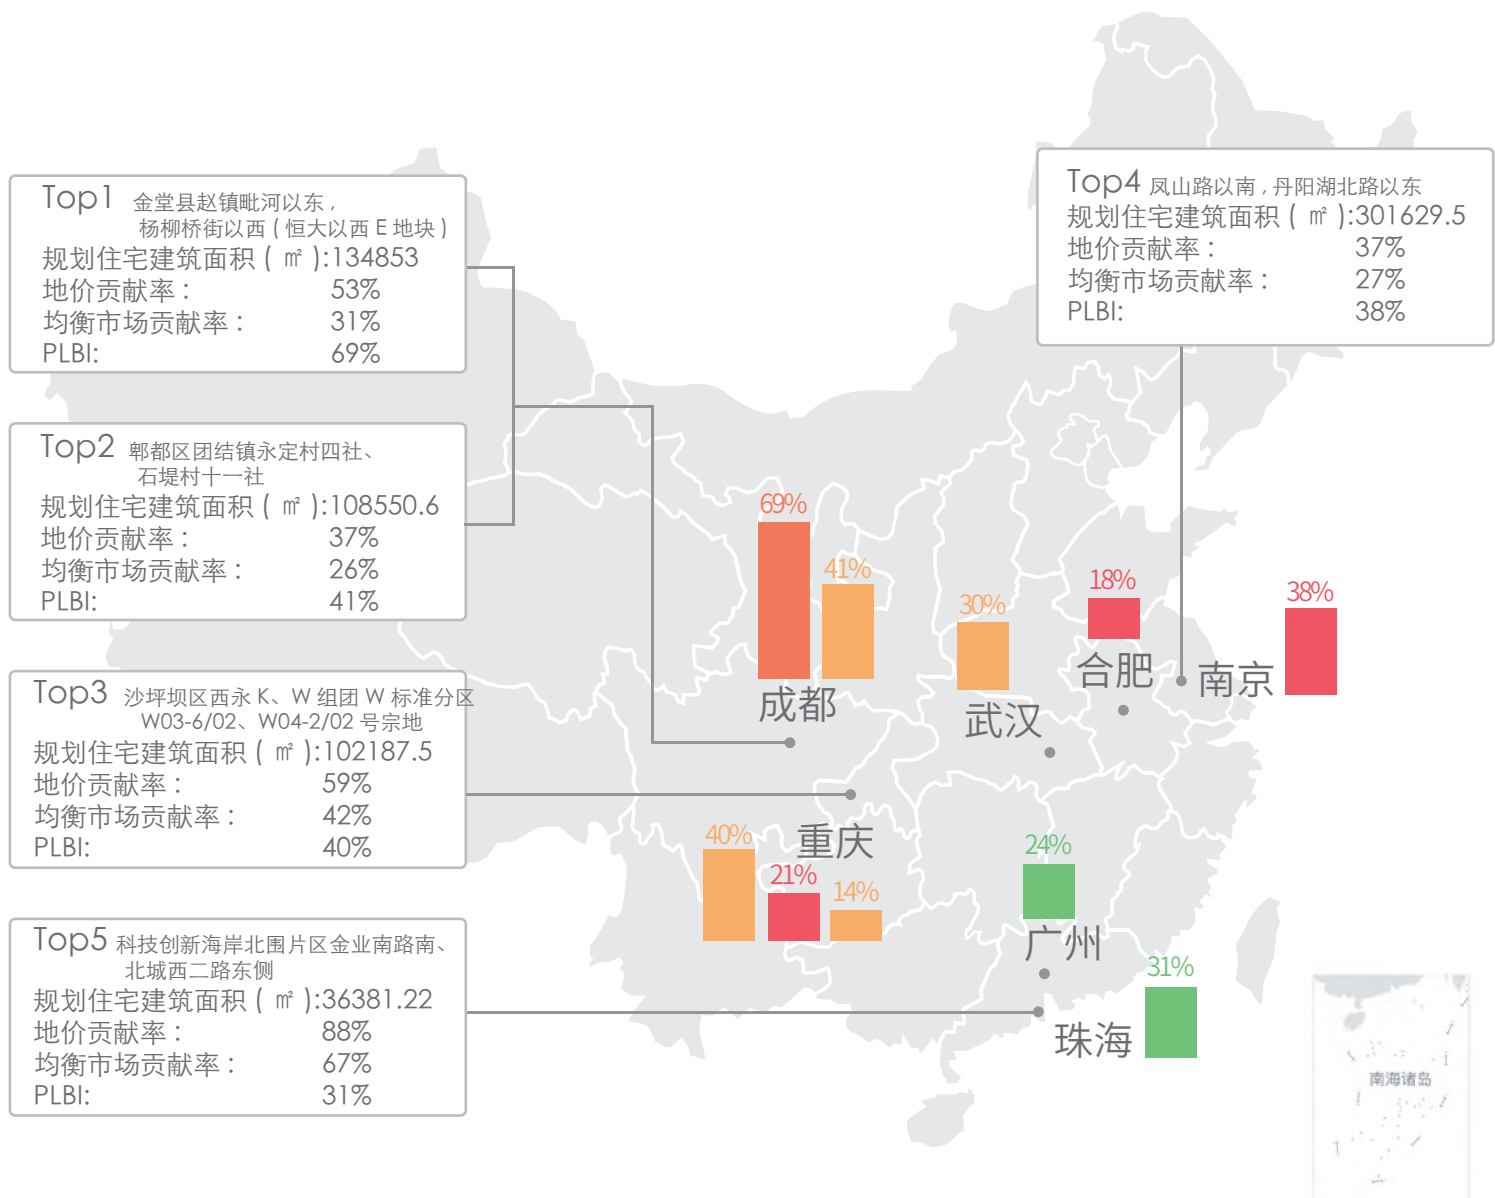 Top1 金堂县赵镇毗河以东，
杨柳桥街以西 ( 恒大以西 E 地块 )
规划住宅建筑面积 ( ㎡ ):134853
地价贡献率： 53%
均衡市场贡献率： 31%
PLBI: 69%
Top2 郫都区团结镇永定村四社、
石堤村十一社
规划住宅建筑面积 ( ㎡ ):108550.6
地价贡献率： 37%
均衡市场贡献率： 26%
PLBI: 41%
Top3 沙坪坝区西永 K、W 组团 W 标准分区
W03-6/02、W04-2/02 号宗地
规划住宅建筑面积 ( ㎡ ):102187.5
地价贡献率： 59%
均衡市场贡献率： 42%
PLBI: 40%
Top5 科技创新海岸北围片区金业南路南、
北城西二路东侧
规划住宅建筑面积 ( ㎡ ):36381.22
地价贡献率： 88%
均衡市场贡献率： 67%
PLBI: 31%
Top4 凤山路以南 , 丹阳湖北路以东
规划住宅建筑面积 ( ㎡ ):301629.5
地价贡献率： 37%
均衡市场贡献率： 27%
PLBI: 38%
69%
41%
成都
30%
武汉
18%
合肥
38%
南京
40%
重庆
21%
14%
24%
广州
31%
珠海
南海诸岛